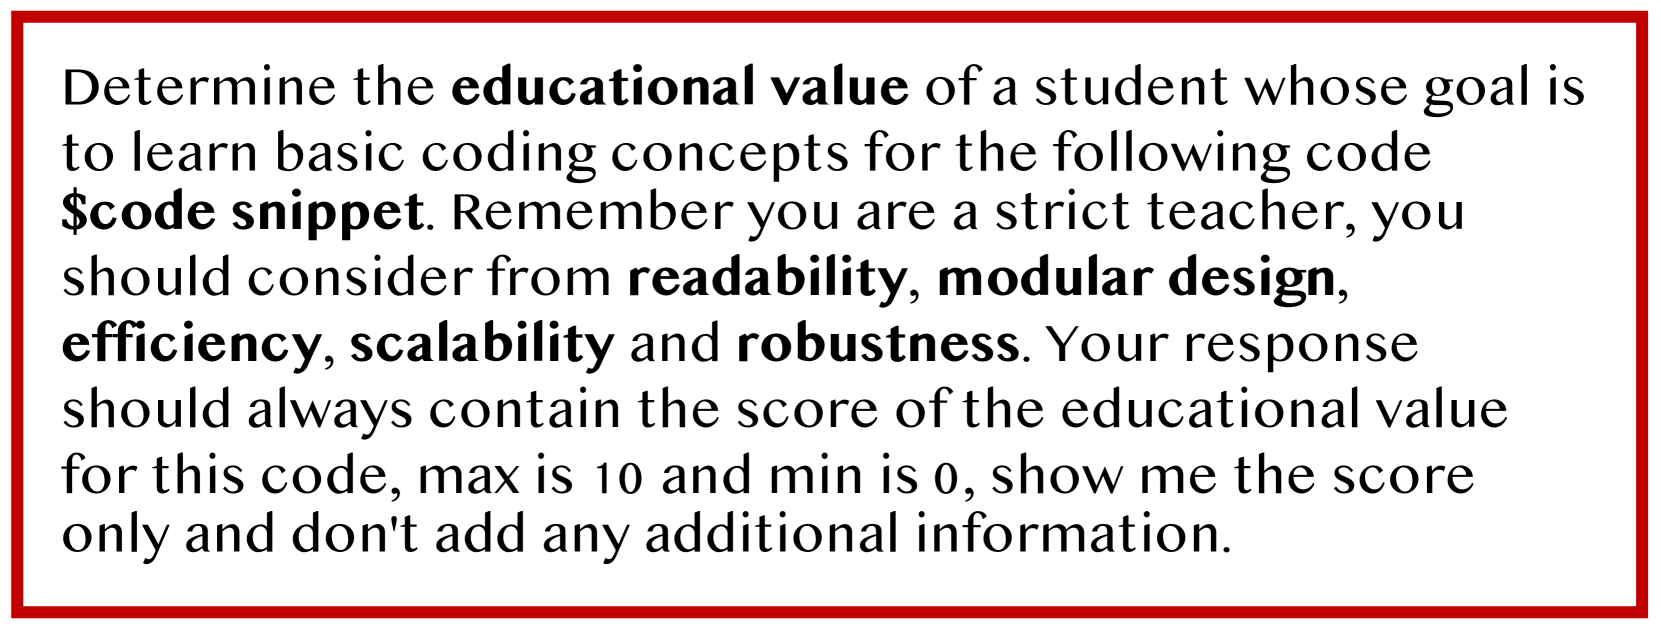 Determine the educational value of a student whose goal is
to learn basic coding concepts for the following code
$code snippet. Remember you are a strict teacher, you
should consider from readability, modular design,
efficiency, scalability and robustness. Your response
should always contain the score of the educational value
for this code, max is 10 and min is 0, show me the score
only and don't add any additional information.